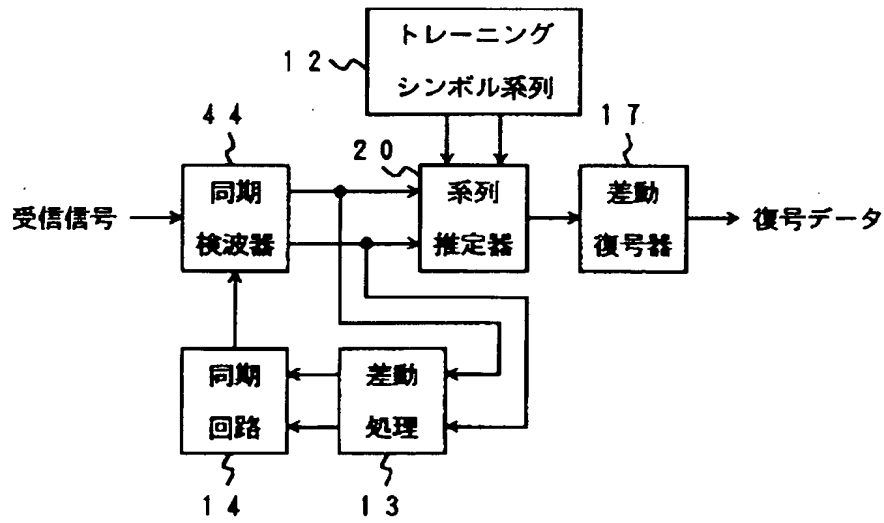 トレーニング
シンボル系列
１２
４４
２０
１７
同期
検波器
系列
推定器
差動
復号器
受信信号
復号データ
同期
回路
差動
処理
１４
１３